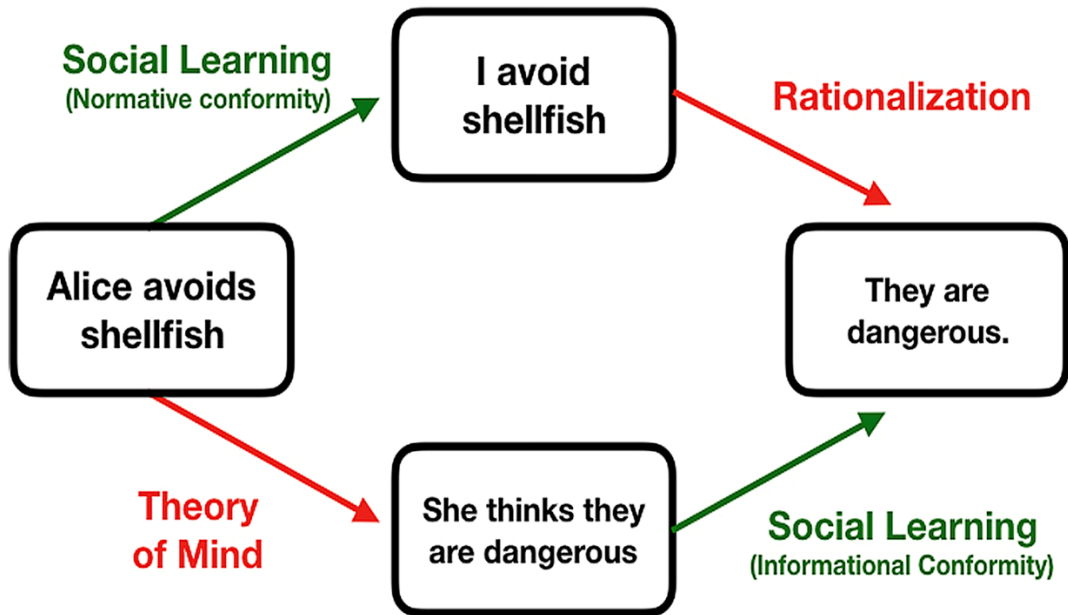 Social Learning
(Normative conformity)
I avoid
shellfish
Rationalization
Alice avoids
shellfish
They are
dangerous.
Theory
of Mind
She thinks they
are dangerous
Social Learning
(Informational Conformity)